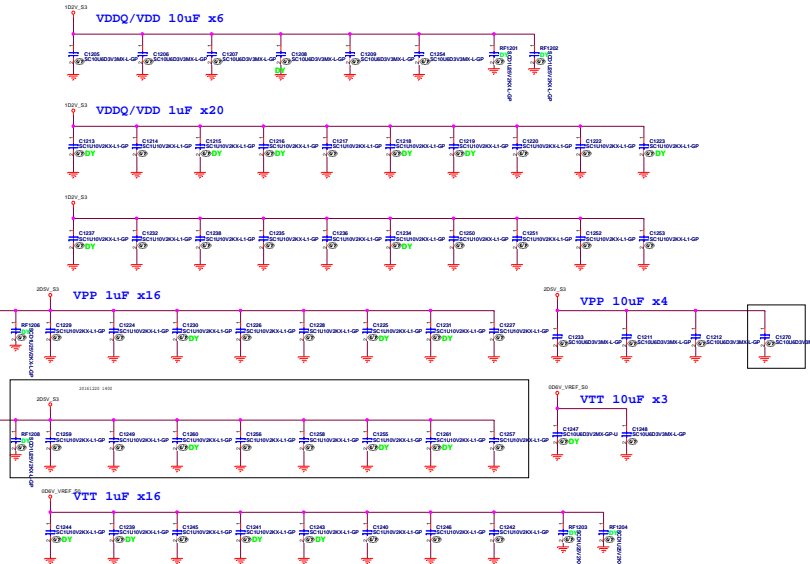 1D2V_S3
VDDQ/VDD 10uF x6
C1205
SC10U6D3V3MX-L-GP
C1206
SC10U6D3V3MX-L-GP
C1207
SC10U6D3V3MX-L-GP
C1208
SC10U6D3V3MX-L-GP
DY
C1209
SC10U6D3V3MX-L-GP
C1254
SC10U6D3V3MX-L-GP
RF1201
DY
RF1202
DY
1D2V_S3
VDDQ/VDD 1uF x20
C1213
SC1U10V2KX-L1-GP
DY
C1214
SC1U10V2KX-L1-GP
C1215
SC1U10V2KX-L1-GP
DY
C1216
SC1U10V2KX-L1-GP
DY
C1217
SC1U10V2KX-L1-GP
C1218
SC1U10V2KX-L1-GP
DY
C1219
SC1U10V2KX-L1-GP
DY
C1220
SC1U10V2KX-L1-GP
C1222
SC1U10V2KX-L1-GP
C1223
SC1U10V2KX-L1-GP
DY
1D2V_S3
C1237
SC1U10V2KX-L1-GP
DY
C1232
SC1U10V2KX-L1-GP
C1238
SC1U10V2KX-L1-GP
C1235
SC1U10V2KX-L1-GP
C1236
SC1U10V2KX-L1-GP
C1234
SC1U10V2KX-L1-GP
DY
C1250
SC1U10V2KX-L1-GP
C1251
SC1U10V2KX-L1-GP
C1252
SC1U10V2KX-L1-GP
C1253
SC1U10V2KX-L1-GP
2D5V_S3
VPP 1uF x16
RF1206
DY
C1229
SC1U10V2KX-L1-GP
C1224
SC1U10V2KX-L1-GP
C1230
SC1U10V2KX-L1-GP
DY
C1226
SC1U10V2KX-L1-GP
C1228
SC1U10V2KX-L1-GP
C1225
SC1U10V2KX-L1-GP
DY
C1231
SC1U10V2KX-L1-GP
DY
C1227
SC1U10V2KX-L1-GP
2D5V_S3
VPP 10uF x4
C1233
SC10U6D3V3MX-L-GP
C1211
SC10U6D3V3MX-L-GP
C1212
SC10U6D3V3MX-L-GP
C1270
20161220 1400
2D5V_S3
RF1208
DY
C1259
SC1U10V2KX-L1-GP
C1249
SC1U10V2KX-L1-GP
C1260
SC1U10V2KX-L1-GP
DY
C1256
SC1U10V2KX-L1-GP
C1258
SC1U10V2KX-L1-GP
C1255
SC1U10V2KX-L1-GP
DY
C1261
SC1U10V2KX-L1-GP
DY
C1257
SC1U10V2KX-L1-GP
0D6V_VREF_S0
VTT 10uF x3
C1247
SC10U6D3V2MX-GP-U
DY
C1248
SC10U6D3V3MX-L-GP
0D6V_VREF_S0
VTT 1uF x16
C1244
SC1U10V2KX-L1-GP
DY
C1239
SC1U10V2KX-L1-GP
DY
C1245
SC1U10V2KX-L1-GP
C1241
SC1U10V2KX-L1-GP
DY
C1243
SC1U10V2KX-L1-GP
DY
C1240
SC1U10V2KX-L1-GP
C1246
SC1U10V2KX-L1-GP
C1242
SC1U10V2KX-L1-GP
RF1203
DY
RF1204
DY